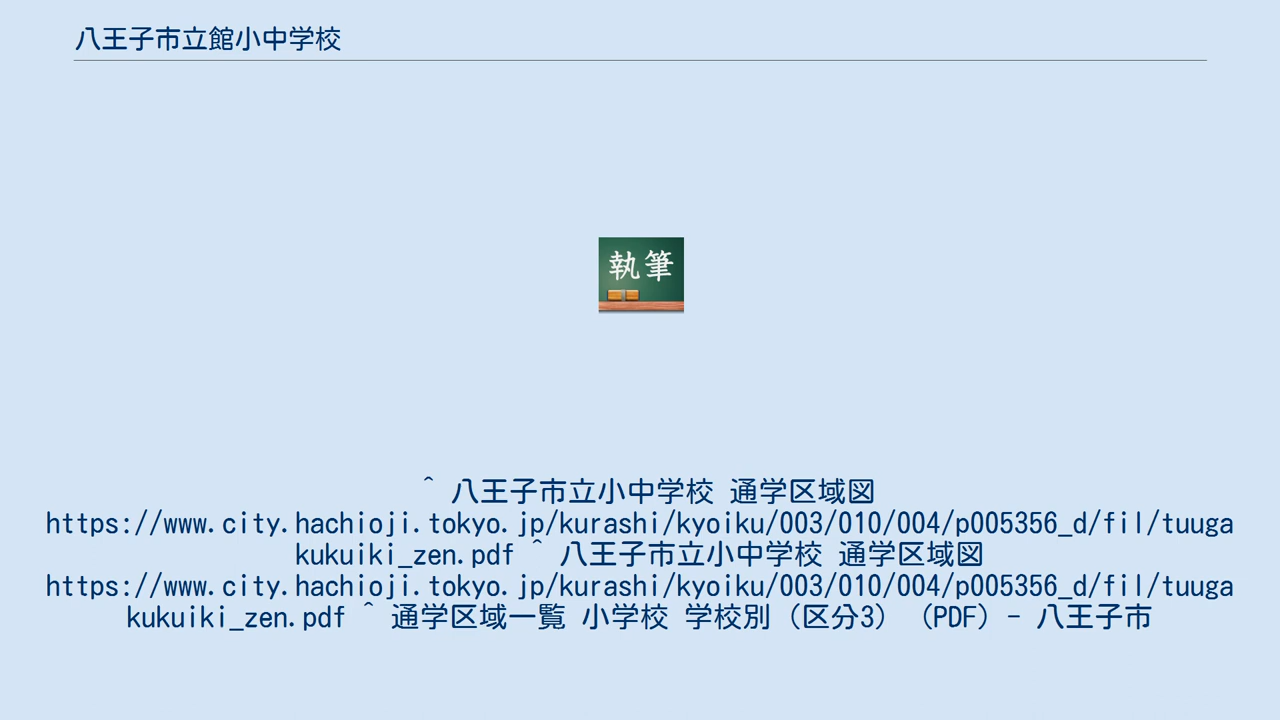 八王子市立館小中学校
執筆
^ 八王子市立小中学校 通学区域図
https://www.city.hachioji.tokyo.jp/kurashi/kyoiku/003/010/004/p005356_d/fil/tuuga
kukuiki_zen.pdf ^ 八王子市立小中学校 通学区域図
https://www.city.hachioji.tokyo.jp/kurashi/kyoiku/003/010/004/p005356_d/fil/tuuga
kukuiki_zen.pdf ^ 通学区域一覧 小学校 学校別（区分3）（PDF）- 八王子市